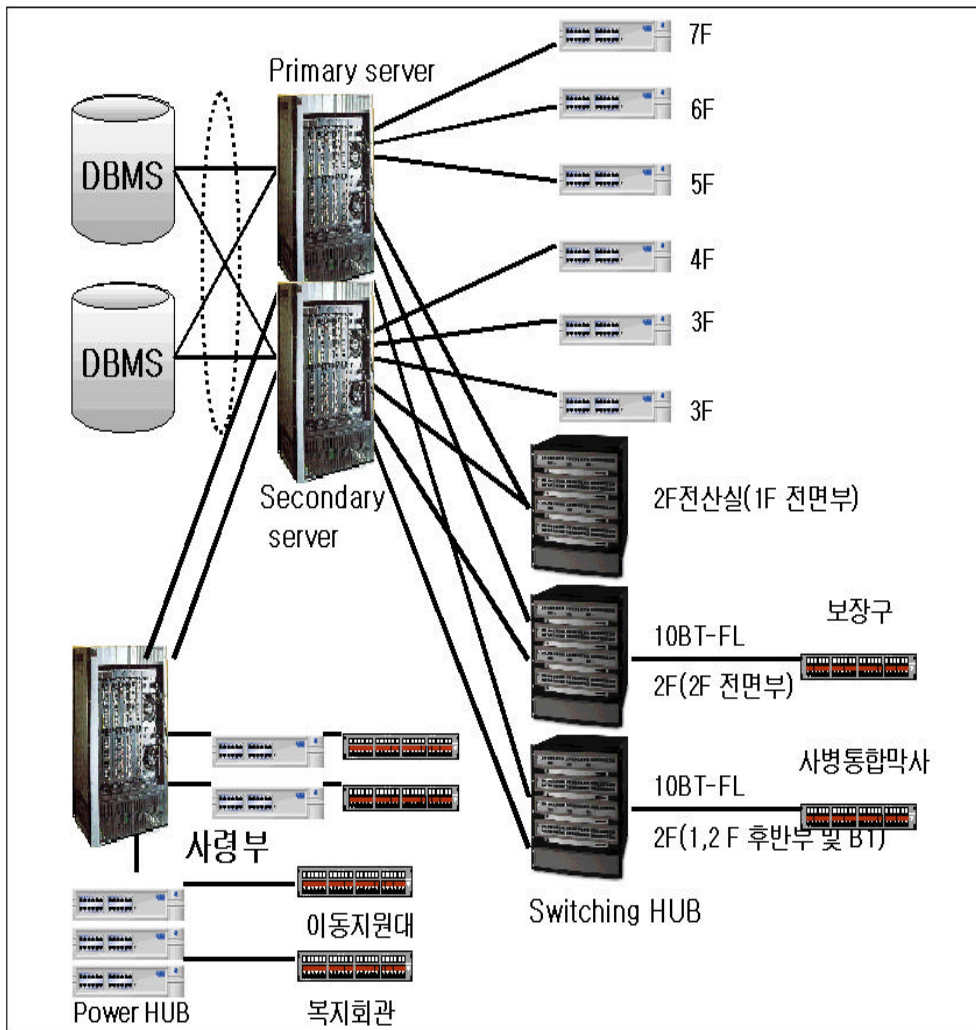 7F
Primary server
6F
DBMS
5F
4F
3F
DBMS
3F
Secondary
server
2F전산실(1F 전면부)
보장구
10BT-FL
2F(2F 전면부)
사병통합막사
10BT-FL
2F(1,2 F 후반부 및 B1)
사령부
이동지원대
Switching HUB
Power HUB
복지회관